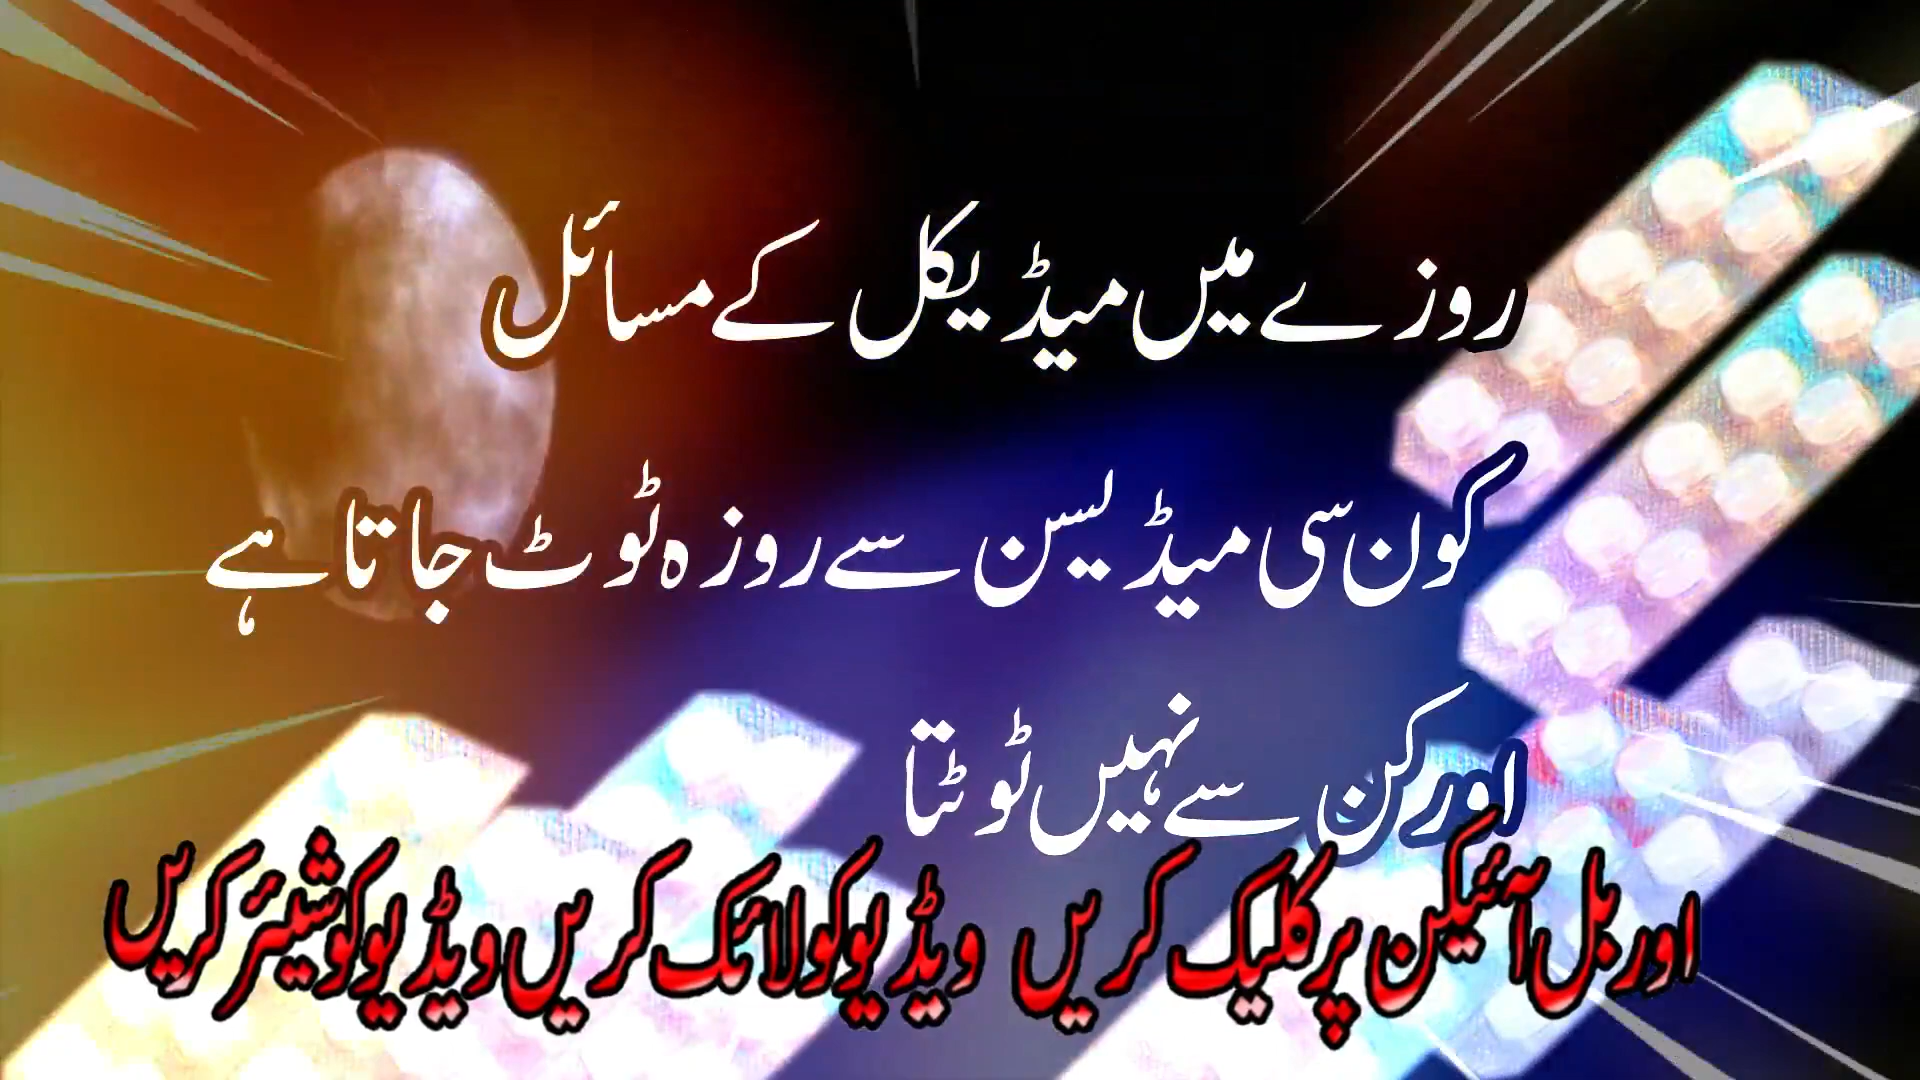 روزے میں میڈیکل کے مسائل
کون سی میڈیسن سے روزہ ٹوٹ جاتا ہے
اور کن سے نہیں ٹوٹتا
اور بل آئیکن پر کلیک کریں ویڈیو کو لائک کریں ویڈیو کو شیئر کریں